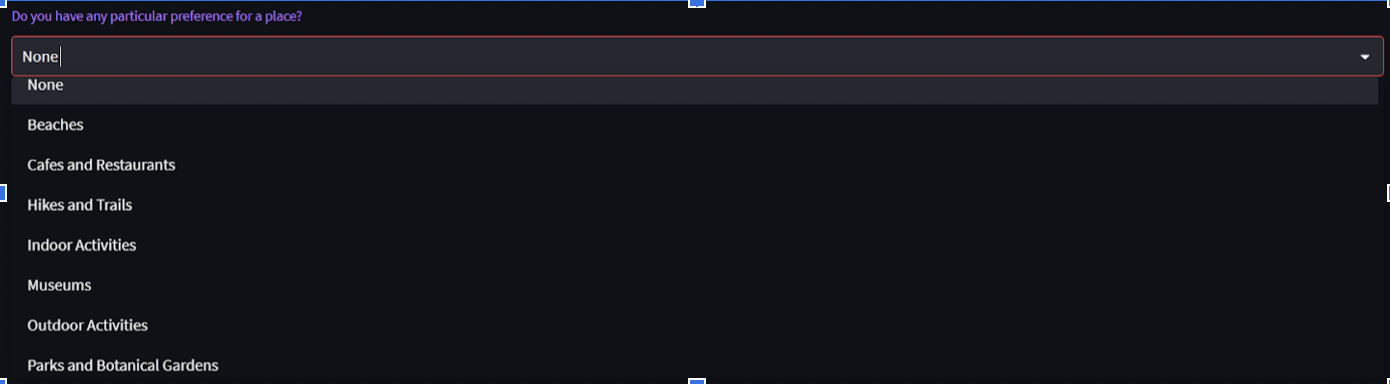 Do you have any particular preference for a place?
None
None
Beaches
Cafes and Restaurants
Hikes and Trails
Indoor Activities
Museums
Outdoor Activities
Parks and Botanical Gardens